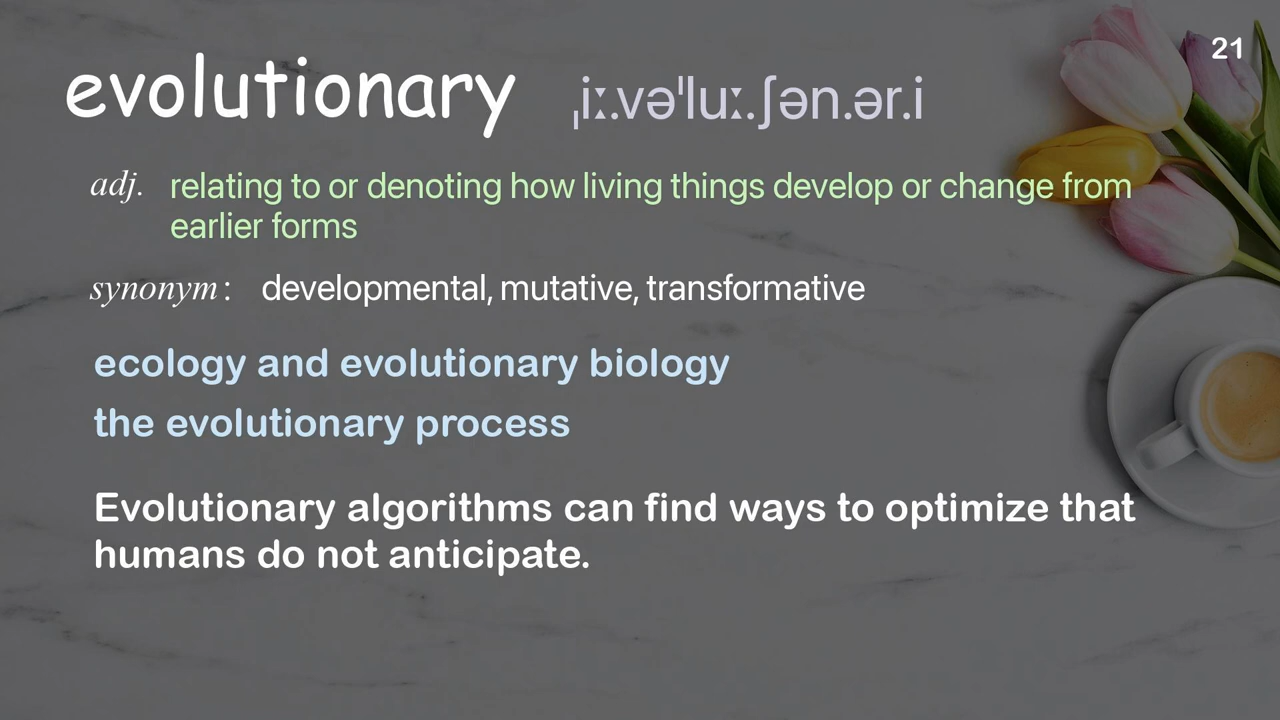 21
evolutionary ˌiː.vəˈluː.ʃən.ər.i
adj. relating to or denoting how living things develop or change from
earlier forms
synonym: developmental, mutative, transformative
ecology and evolutionary biology
the evolutionary process
Evolutionary algorithms can find ways to optimize that
humans do not anticipate.